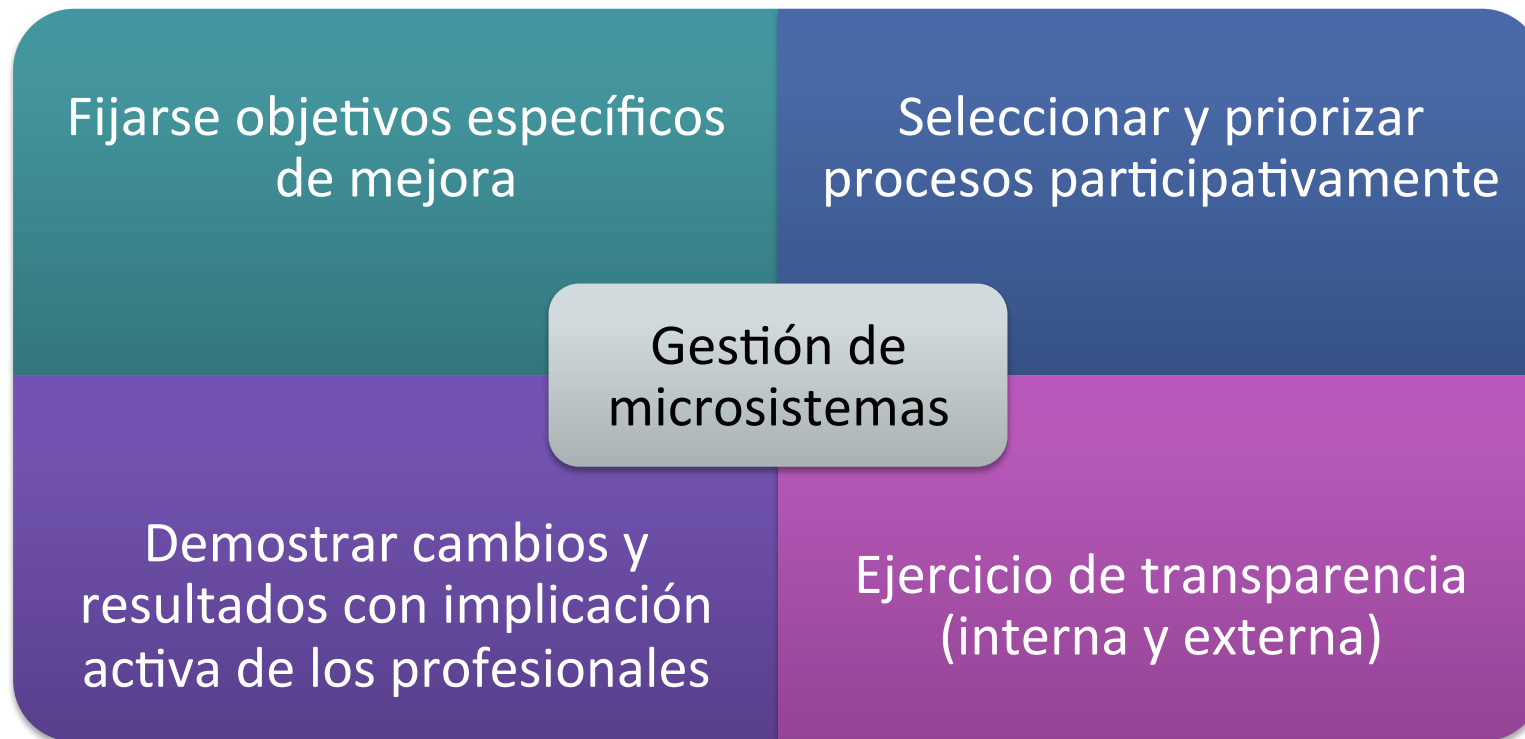 Fijarse objetivos específicos
de mejora
Seleccionar y priorizar
procesos participativamente
Gestión de
microsistemas
Demostrar cambios y
resultados con implicación
activa de los profesionales
Ejercicio de transparencia
(interna y externa)